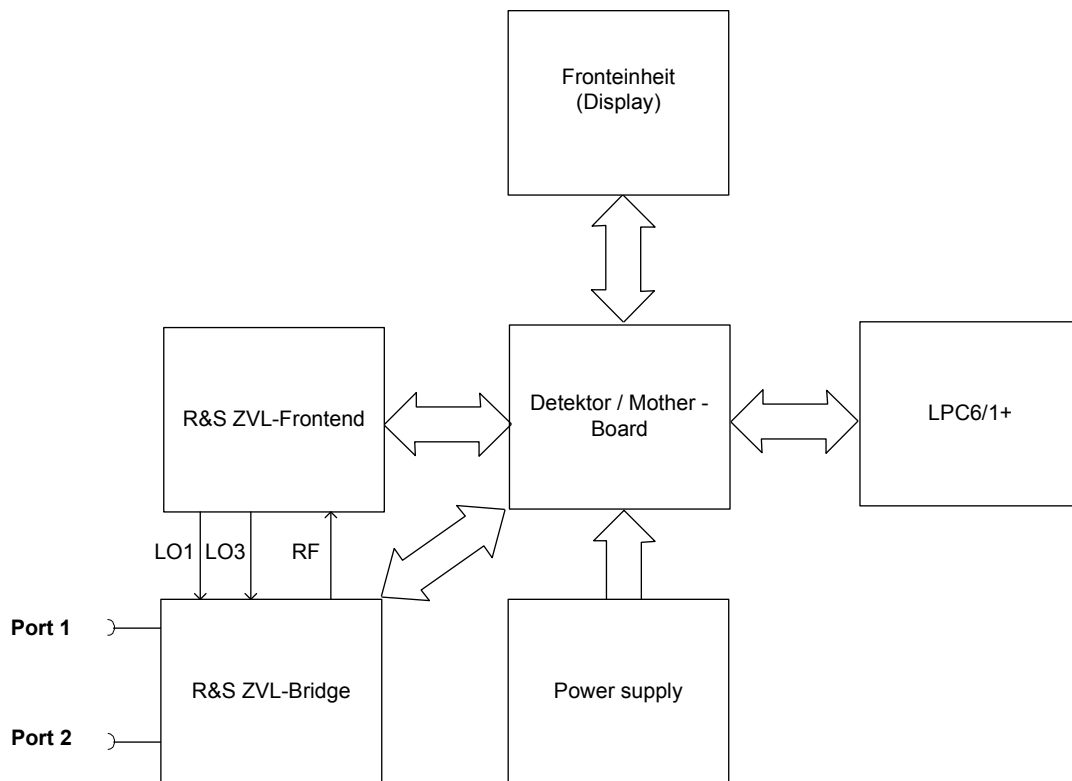 Fronteinheit
(Display)
R&S ZVL-Frontend
Detektor / Mother -
Board
LPC6/1+
LO1
LO3
RF
Port 1
R&S ZVL-Bridge
Power supply
Port 2